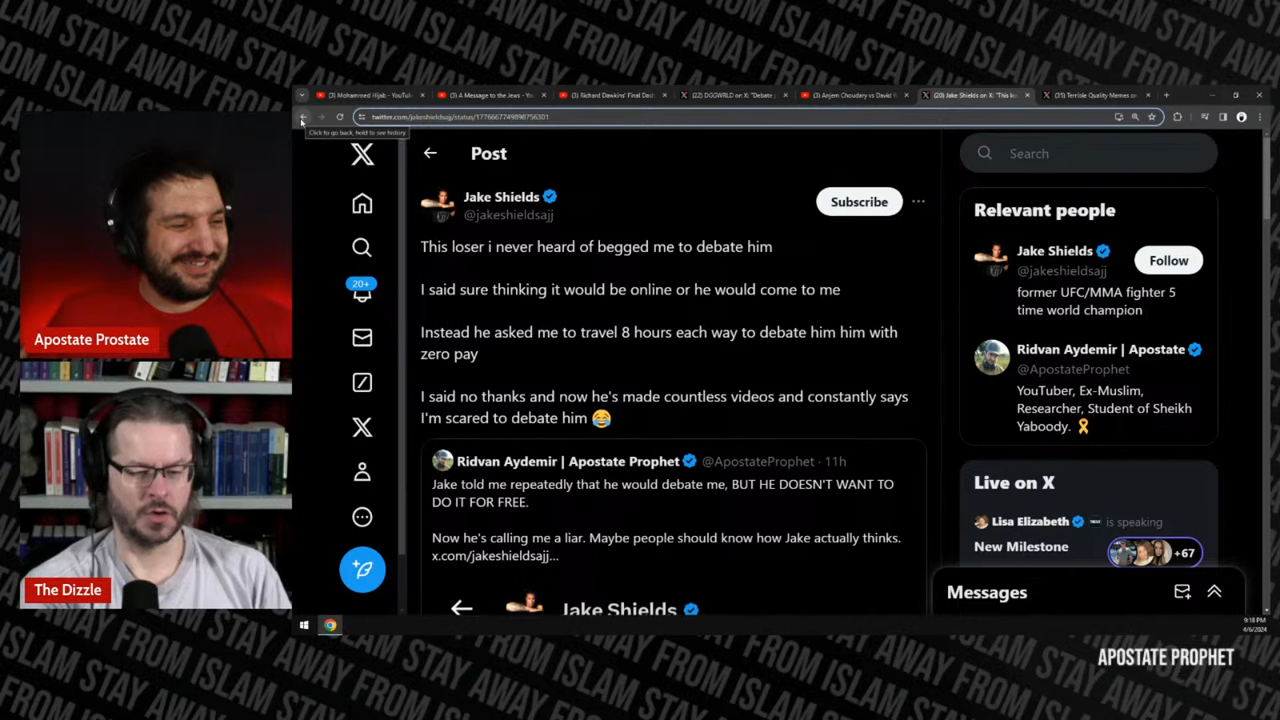 STAY AWAY FROM ISLAM STAY AWAY FROM ISLAM
(3) Mohammed Hijab - YouTu
(3) A Message to the Jews - Yo
(3) Richard Dawkins' Final Da
(22) DGGWRLD on X: "Debate
(3) Anjem Choudary vs David
(20) Jake Shields on X: "This lo
(31) Terrible Quality Memes on
twitter.com/jakeshieldsajj/status/1776667749898756301
Click to go back, hold to see history
Post
Search
Jake Shields
@jakeshieldsajj
Subscribe
This loser i never heard of begged me to debate him
I said sure thinking it would be online or he would come to me
Instead he asked me to travel 8 hours each way to debate him him with
zero pay
I said no thanks and now he's made countless videos and constantly says
I'm scared to debate him 😂
Ridvan Aydemir | Apostate Prophet @ApostateProphet · 11h
Jake told me repeatedly that he would debate me, BUT HE DOESN'T WANT TO
DO IT FOR FREE.
Now he's calling me a liar. Maybe people should know how Jake actually thinks.
x.com/jakeshieldsajj...
Jake Shields
20+
Relevant people
Jake Shields
@jakeshieldsajj
Follow
former UFC/MMA fighter 5
time world champion
Ridvan Aydemir | Apostate
@ApostateProphet
YouTuber, Ex-Muslim,
Researcher, Student of Sheikh
Yaboody. 🎗
Live on X
Lisa Elizabeth is speaking
New Milestone
+67
Messages
9:18 PM
4/6/2024
Apostate Prostate
The Dizzle
APOSTATE PROPHET